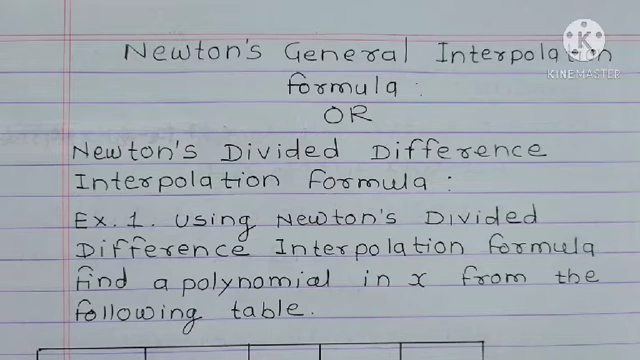 Newton's General Interpolation
formula :
OR
Newton's Divided Difference
Interpolation Formula :
Ex. 1. Using Newton's Divided
Difference Interpolation formula
find a polynomial in x from the
following table.
KINEMASTER